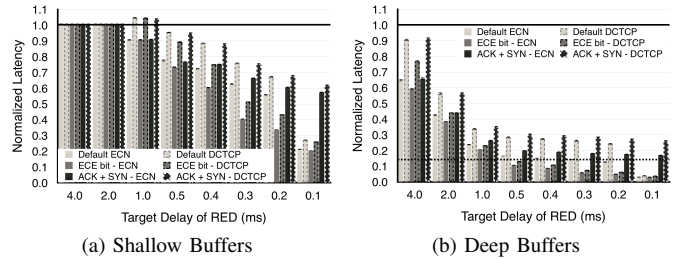 1.1
1.0
0.9
0.8
0.7
0.6
0.5
0.4
0.3
0.2
0.1
0.0
Normalized Latency
Default ECN
Default DCTCP
ECE bit - ECN
ECE bit - DCTCP
ACK + SYN - ECN
ACK + SYN - DCTCP
4.0 2.0 1.0 0.5 0.4 0.3 0.2 0.1
Target Delay of RED (ms)
(a) Shallow Buffers
1.1
1.0
0.9
0.8
0.7
0.6
0.5
0.4
0.3
0.2
0.1
0.0
Normalized Latency
Default ECN
Default DCTCP
ECE bit - ECN
ECE bit - DCTCP
ACK + SYN - ECN
ACK + SYN - DCTCP
4.0 2.0 1.0 0.5 0.4 0.3 0.2 0.1
Target Delay of RED (ms)
(b) Deep Buffers